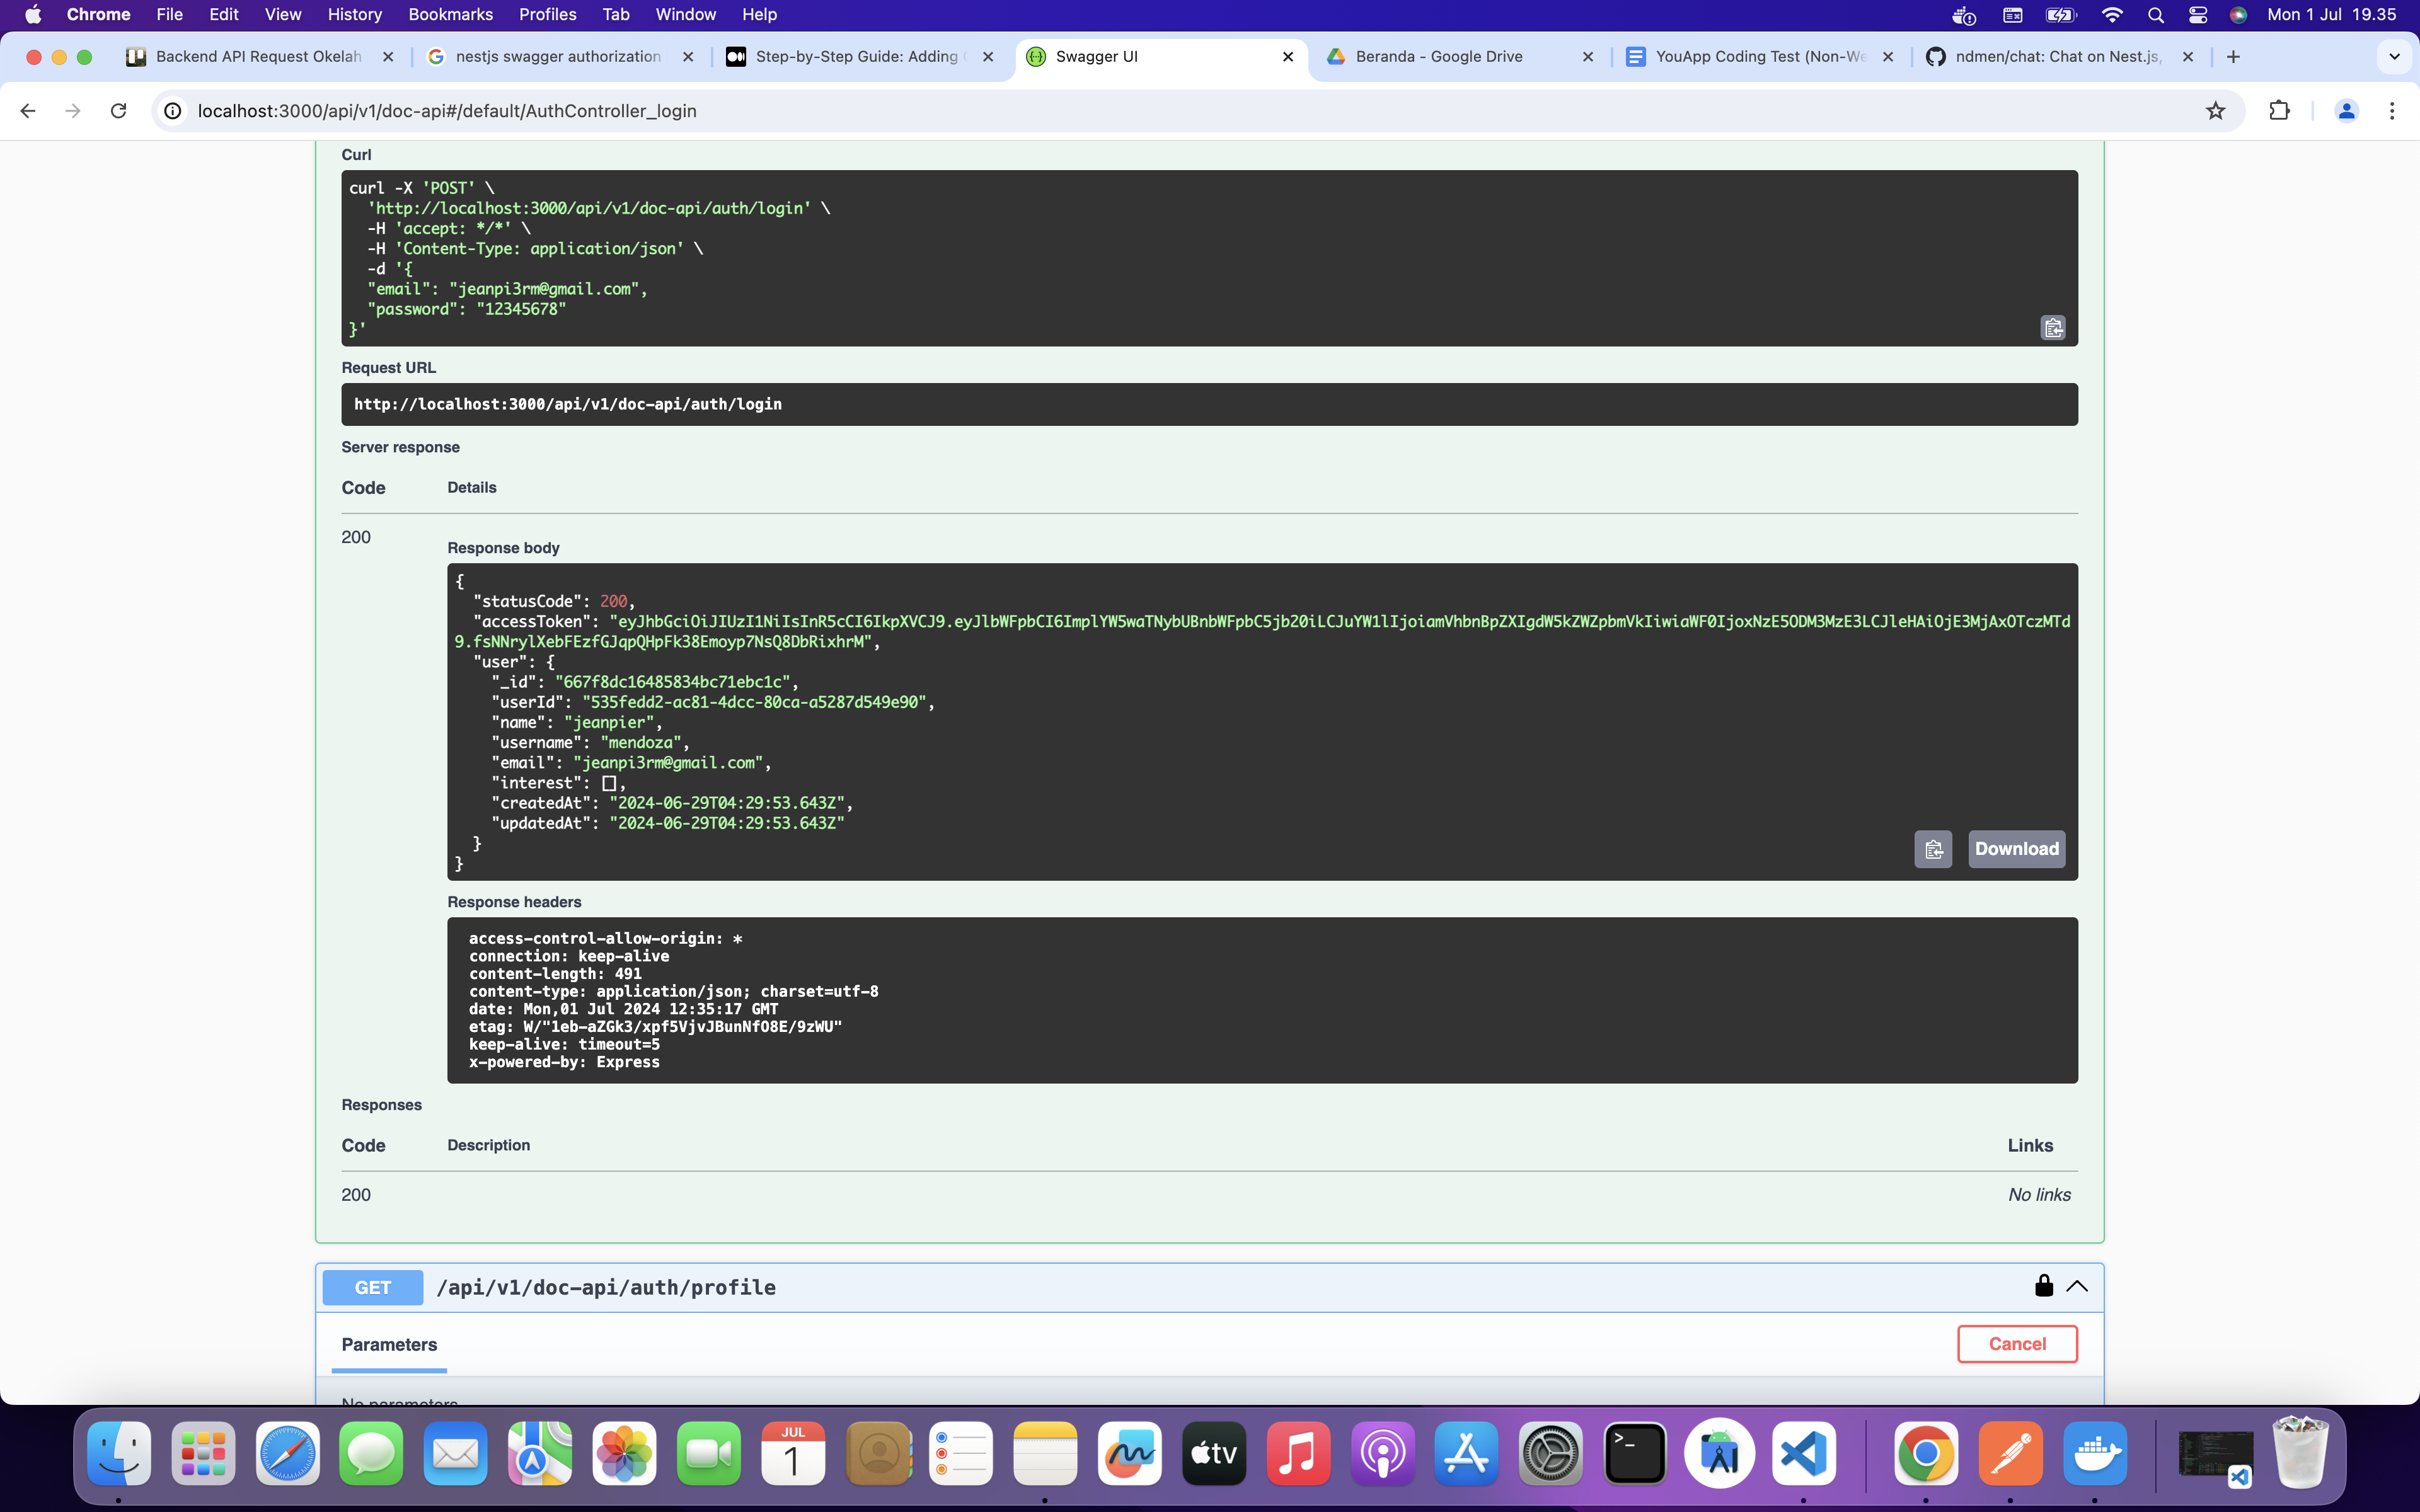 Chrome File Edit View History Bookmarks Profiles Tab Window Help Mon 1 Jul 19.35
Backend API Request Okelah
nestjs swagger authorization
Step-by-Step Guide: Adding
Swagger UI
Beranda - Google Drive
YouApp Coding Test (Non-We
ndmen/chat: Chat on Nest.js,
localhost:3000/api/v1/doc-api#/default/AuthController_login
Curl
curl -X 'POST' \
'http://localhost:3000/api/v1/doc-api/auth/login' \
-H 'accept: */*' \
-H 'Content-Type: application/json' \
-d '{
"email": "jeanpi3rm@gmail.com",
"password": "12345678"
}'
Request URL
http://localhost:3000/api/v1/doc-api/auth/login
Server response
Code Details
200
Response body
{
"statusCode": 200,
"accessToken": "eyJhbGciOiJIUzI1NiIsInR5cCI6IkpXVCJ9.eyJlbWFpbCI6ImplYW5waTNybUBnbWFpbC5jb20iLCJuYW1lIjoiamVhbnBpZXIgdW5kZWZpbmVkIiwiaWF0IjoxNzE5ODM3MzE3LCJleHAiOjE3MjAxOTczMTd
9.fsNNrylXebFEzfGJqpQHpFk38Emoyp7NsQ8DbRixhrM",
"user": {
"_id": "667f8dc16485834bc71ebc1c",
"userId": "535fedd2-ac81-4dcc-80ca-a5287d549e90",
"name": "jeanpier",
"username": "mendoza",
"email": "jeanpi3rm@gmail.com",
"interest": [],
"createdAt": "2024-06-29T04:29:53.643Z",
"updatedAt": "2024-06-29T04:29:53.643Z"
}
}
Download
Response headers
access-control-allow-origin: *
connection: keep-alive
content-length: 491
content-type: application/json; charset=utf-8
date: Mon,01 Jul 2024 12:35:17 GMT
etag: W/"1eb-aZGk3/xpf5VjvJBunNfO8E/9zWU"
keep-alive: timeout=5
x-powered-by: Express
Responses
Code Description Links
200 No links
GET /api/v1/doc-api/auth/profile
Parameters Cancel
No parameters
JUL
1
tv